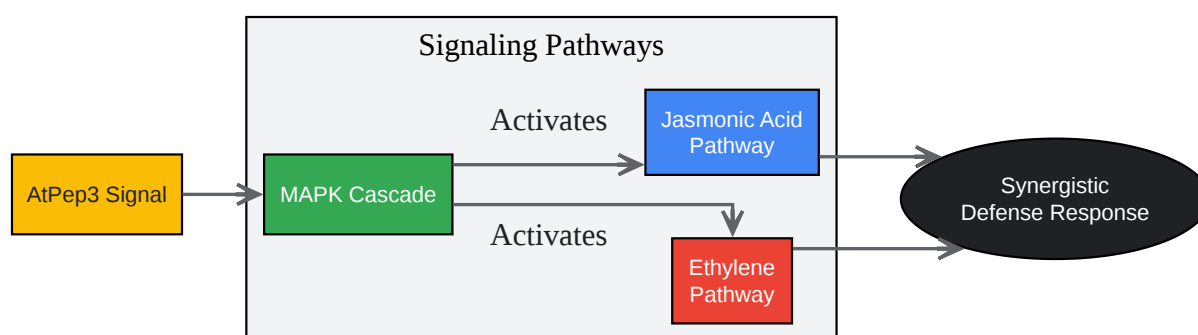 Signaling Pathways
AtPep3 Signal
MAPK Cascade
Activates
Jasmonic Acid
Pathway
Activates
Ethylene
Pathway
Synergistic
Defense Response